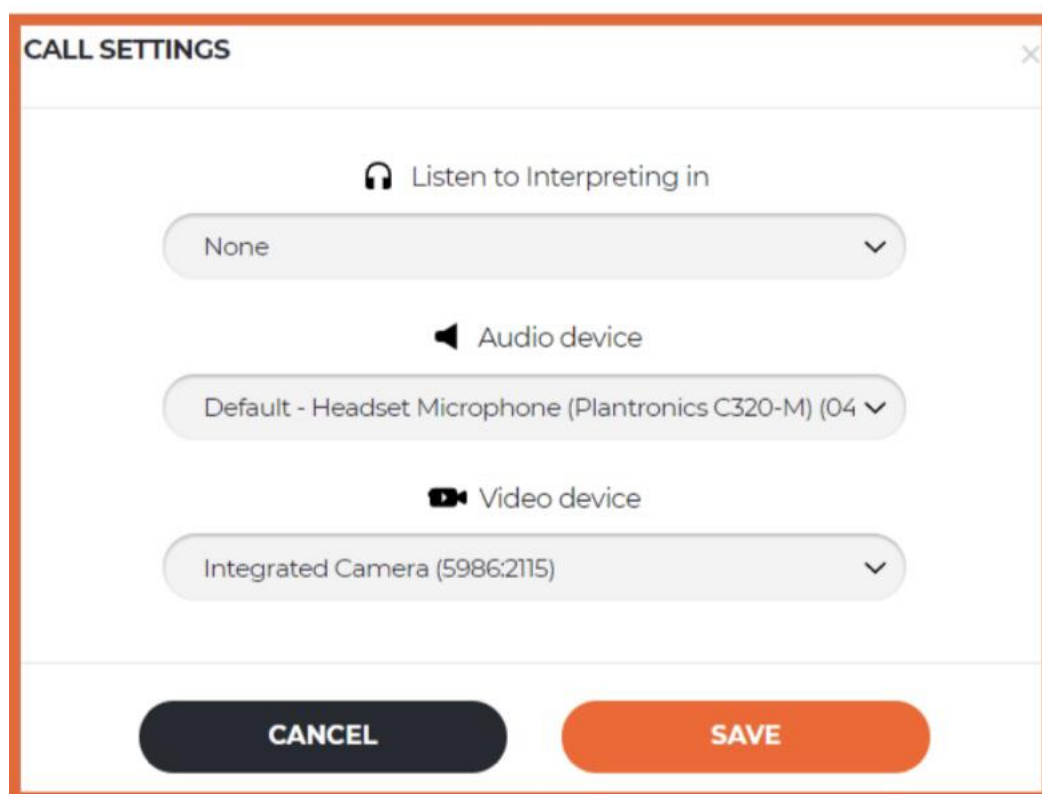 CALL SETTINGS
Listen to Interpreting in
None
Audio device
Default - Headset Microphone (Plantronics C320-M) (04
Video device
Integrated Camera (5986:2115)
CANCEL
SAVE